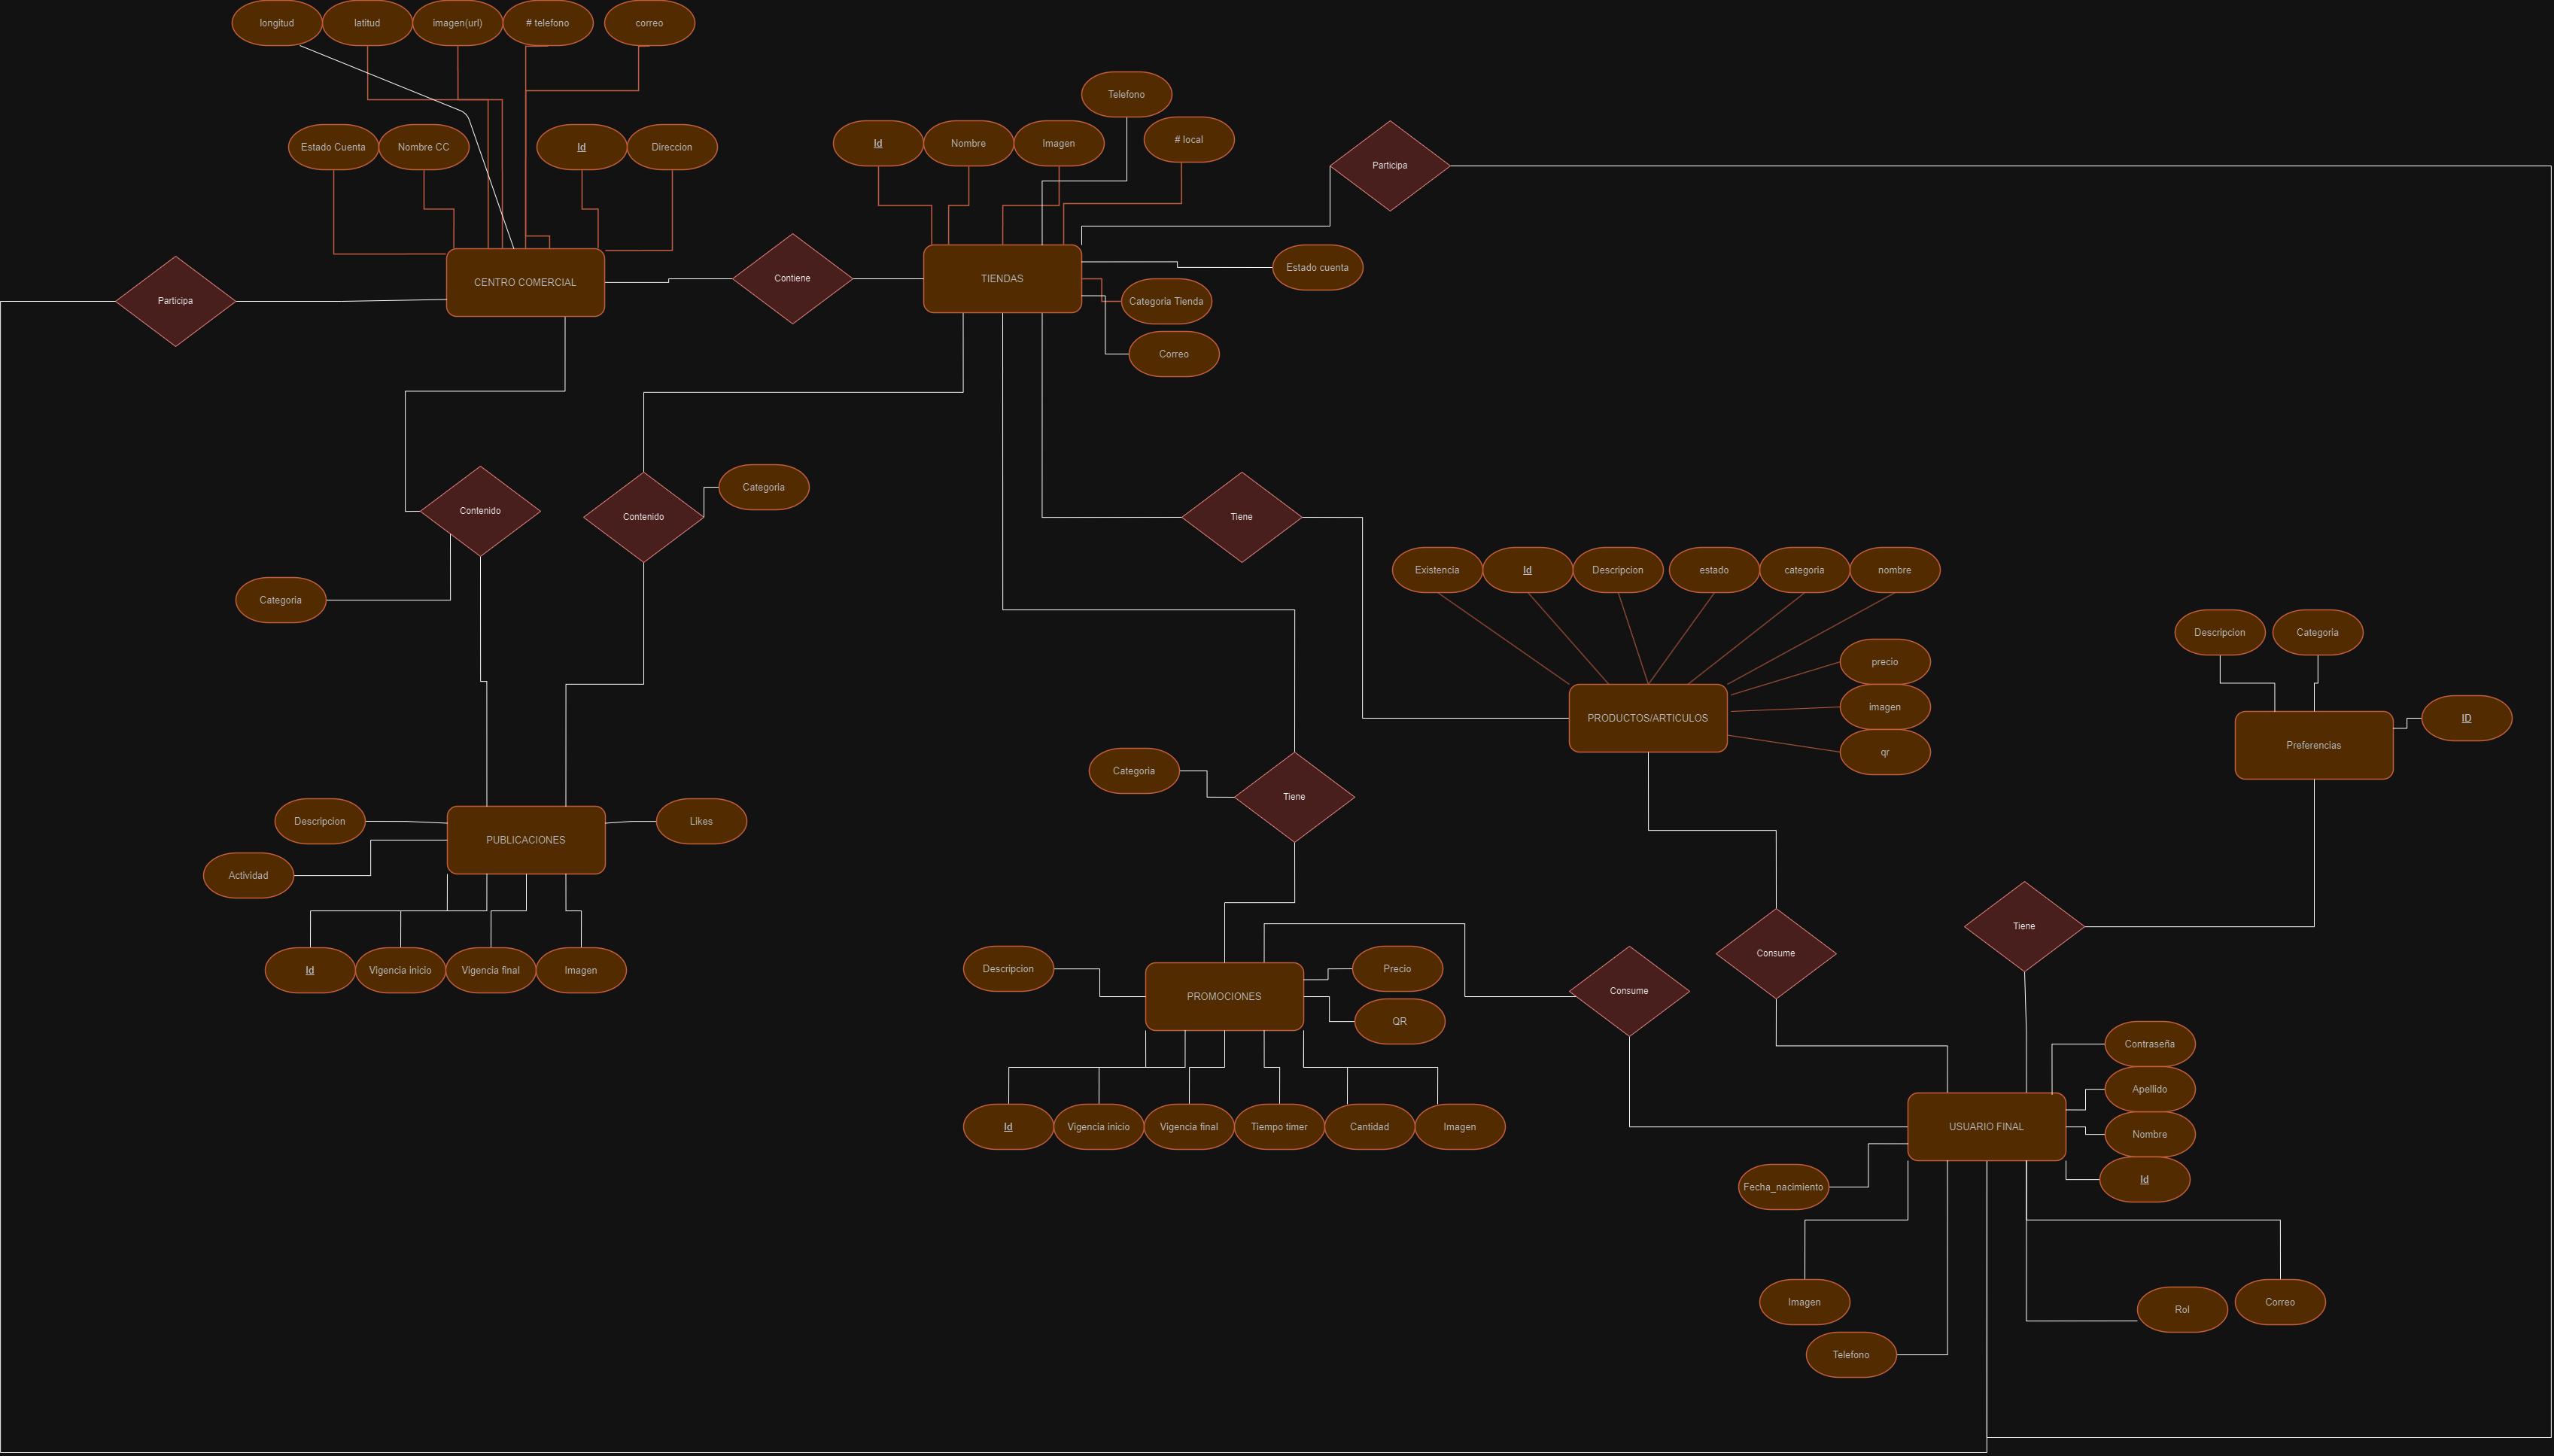 longitud
latitud
imagen(url)
# telefono
correo
Telefono
Estado Cuenta
Nombre CC
Id
Direccion
Id
Nombre
Imagen
# local
Participa
Participa
CENTRO COMERCIAL
Contiene
TIENDAS
Estado cuenta
Categoria Tienda
Correo
Contenido
Contenido
Categoria
Tiene
Categoria
Existencia
Id
Descripcion
estado
categoria
nombre
precio
imagen
qr
PRODUCTOS/ARTICULOS
Descripcion
Categoria
ID
Preferencias
Categoria
Tiene
Descripcion
Likes
PUBLICACIONES
Actividad
Id
Vigencia inicio
Vigencia final
Imagen
Tiene
Consume
Consume
Descripcion
Precio
PROMOCIONES
QR
Id
Vigencia inicio
Vigencia final
Tiempo timer
Cantidad
Imagen
Contraseña
Apellido
USUARIO FINAL
Nombre
Id
Fecha_nacimiento
Imagen
Rol
Correo
Telefono